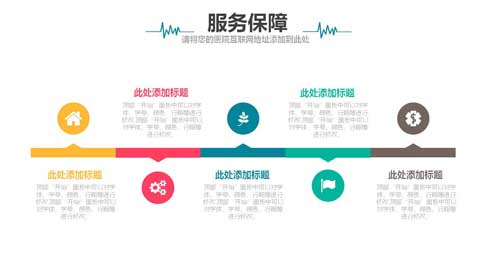 服务保障
请将您的医院互联网地址添加到此处
此处添加标题
顶部“开始”面板中可以对字
体、字号、颜色、行距等进行
修改。顶部“开始”面板中可以
对字体、字号、颜色、行距等
进行修改。
此处添加标题
顶部“开始”面板中可以对字
体、字号、颜色、行距等进行
修改。顶部“开始”面板中可以
对字体、字号、颜色、行距等
进行修改。
此处添加标题
顶部“开始”面板中可以对字
体、字号、颜色、行距等进行
修改。顶部“开始”面板中可以
对字体、字号、颜色、行距等
进行修改。
此处添加标题
顶部“开始”面板中可以对字
体、字号、颜色、行距等进行
修改。顶部“开始”面板中可以
对字体、字号、颜色、行距等
进行修改。
此处添加标题
顶部“开始”面板中可以对字
体、字号、颜色、行距等进行
修改。顶部“开始”面板中可以
对字体、字号、颜色、行距等
进行修改。